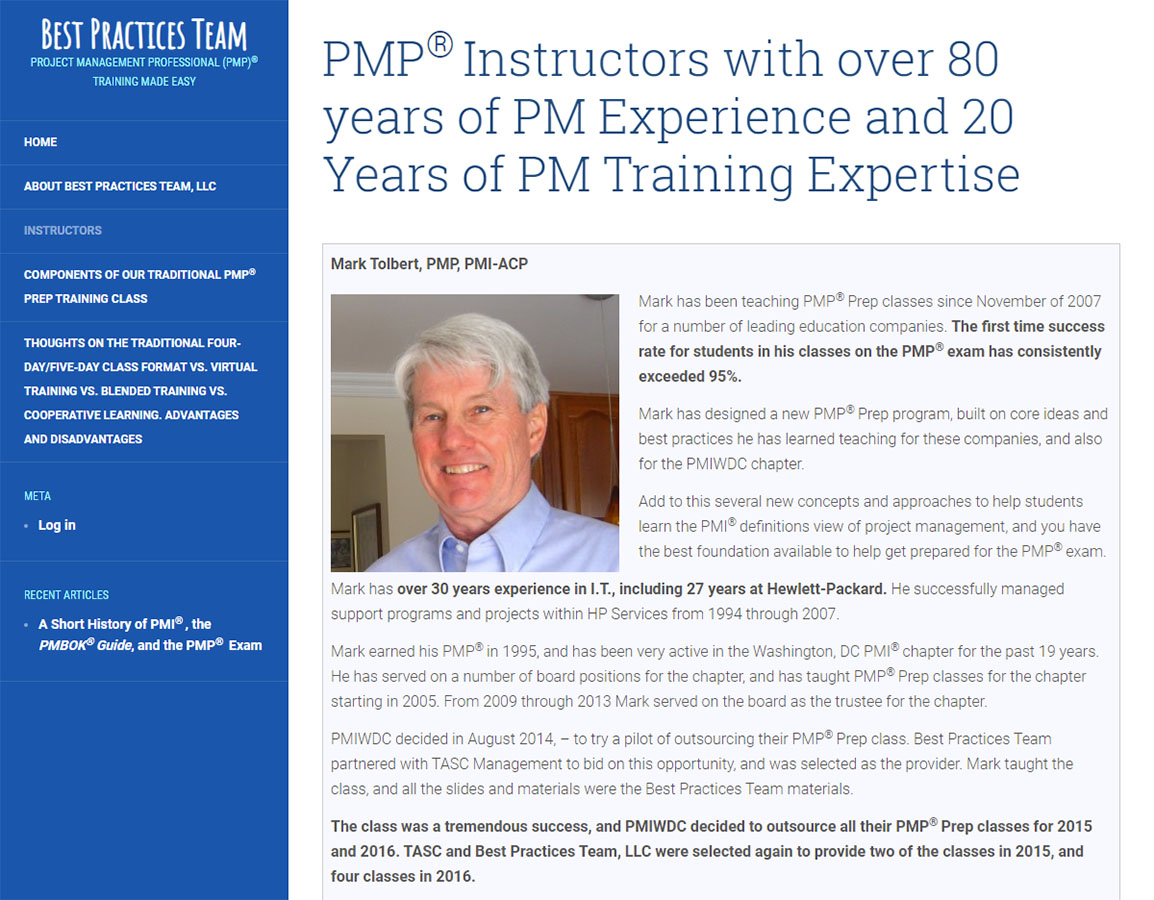 BEST PRACTICES TEAM
PROJECT MANAGEMENT PROFESSIONAL (PMP)®
TRAINING MADE EASY
HOME
ABOUT BEST PRACTICES TEAM, LLC
INSTRUCTORS
COMPONENTS OF OUR TRADITIONAL PMP®
PREP TRAINING CLASS
THOUGHTS ON THE TRADITIONAL FOUR-
DAY/FIVE-DAY CLASS FORMAT VS. VIRTUAL
TRAINING VS. BLENDED TRAINING VS.
COOPERATIVE LEARNING. ADVANTAGES
AND DISADVANTAGES
META
• Log in
RECENT ARTICLES
• A Short History of PMI® , the
PMBOK® Guide, and the PMP® Exam
PMP® Instructors with over 80
years of PM Experience and 20
Years of PM Training Expertise
Mark Tolbert, PMP, PMI-ACP
Mark has been teaching PMP® Prep classes since November of 2007
for a number of leading education companies. The first time success
rate for students in his classes on the PMP® exam has consistently
exceeded 95%.
Mark has designed a new PMP® Prep program, built on core ideas and
best practices he has learned teaching for these companies, and also
for the PMIWDC chapter.
Add to this several new concepts and approaches to help students
learn the PMI® definitions view of project management, and you have
the best foundation available to help get prepared for the PMP® exam.
Mark has over 30 years experience in I.T., including 27 years at Hewlett-Packard. He successfully managed
support programs and projects within HP Services from 1994 through 2007.
Mark earned his PMP® in 1995, and has been very active in the Washington, DC PMI® chapter for the past 19 years.
He has served on a number of board positions for the chapter, and has taught PMP® Prep classes for the chapter
starting in 2005. From 2009 through 2013 Mark served on the board as the trustee for the chapter.
PMIWDC decided in August 2014, – to try a pilot of outsourcing their PMP® Prep class. Best Practices Team
partnered with TASC Management to bid on this opportunity, and was selected as the provider. Mark taught the
class, and all the slides and materials were the Best Practices Team materials.
The class was a tremendous success, and PMIWDC decided to outsource all their PMP® Prep classes for 2015
and 2016. TASC and Best Practices Team, LLC were selected again to provide two of the classes in 2015, and
four classes in 2016.